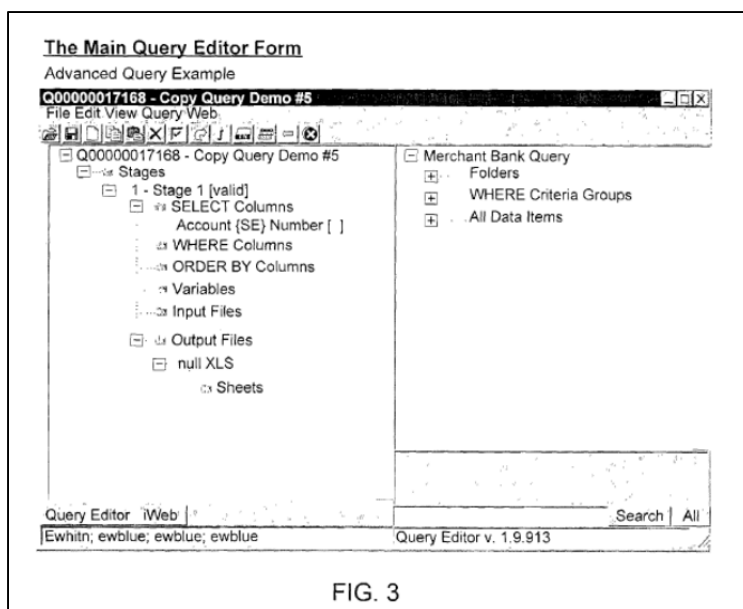 The Main Query Editor Form
Advanced Query Example
Q00000017168 - Copy Query Demo #5
File Edit View Query Web
Q00000017168 - Copy Query Demo #5
Stages
1 - Stage 1 [valid]
SELECT Columns
Account {SE} Number [ ]
WHERE Columns
ORDER BY Columns
Variables
Input Files
Output Files
null XLS
Sheets
Merchant Bank Query
Folders
WHERE Criteria Groups
All Data Items
Query Editor iWeb
Search All
Ewhitn; ewblue; ewblue; ewblue
Query Editor v. 1.9.913
FIG. 3